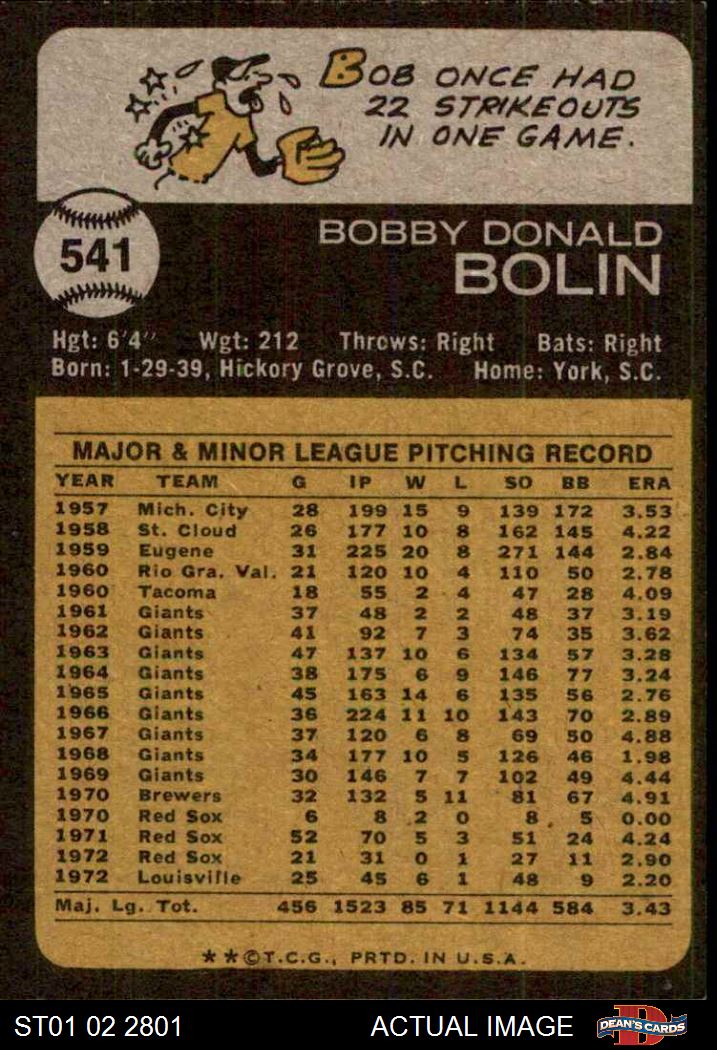 BOB ONCE HAD
22 STRIKEOUTS
IN ONE GAME.
541
BOBBY DONALD
BOLIN
Hgt: 6'4" Wgt: 212 Throws: Right Bats: Right
Born: 1-29-39, Hickory Grove, S.C. Home: York, S.C.
MAJOR & MINOR LEAGUE PITCHING RECORD
YEAR TEAM G IP W L SO BB ERA
1957 Mich. City 28 199 15 9 139 172 3.53
1958 St. Cloud 26 177 10 8 162 145 4.22
1959 Eugene 31 225 20 8 271 144 2.84
1960 Rio Gra. Val. 21 120 10 4 110 50 2.78
1960 Tacoma 18 55 2 4 47 28 4.09
1961 Giants 37 48 2 2 48 37 3.19
1962 Giants 41 92 7 3 74 35 3.62
1963 Giants 47 137 10 6 134 57 3.28
1964 Giants 38 175 6 9 146 77 3.24
1965 Giants 45 163 14 6 135 56 2.76
1966 Giants 36 224 11 10 143 70 2.89
1967 Giants 37 120 6 8 69 50 4.88
1968 Giants 34 177 10 5 126 46 1.98
1969 Giants 30 146 7 7 102 49 4.44
1970 Brewers 32 132 5 11 81 67 4.91
1970 Red Sox 6 8 2 0 8 5 0.00
1971 Red Sox 52 70 5 3 51 24 4.24
1972 Red Sox 21 31 0 1 27 11 2.90
1972 Louisville 25 45 6 1 48 9 2.20
Maj. Lg. Tot. 456 1523 85 71 1144 584 3.43
**©T.C.G., PRTD. IN U.S.A.
ST01 02 2801 ACTUAL IMAGE D DEAN'S CARDS